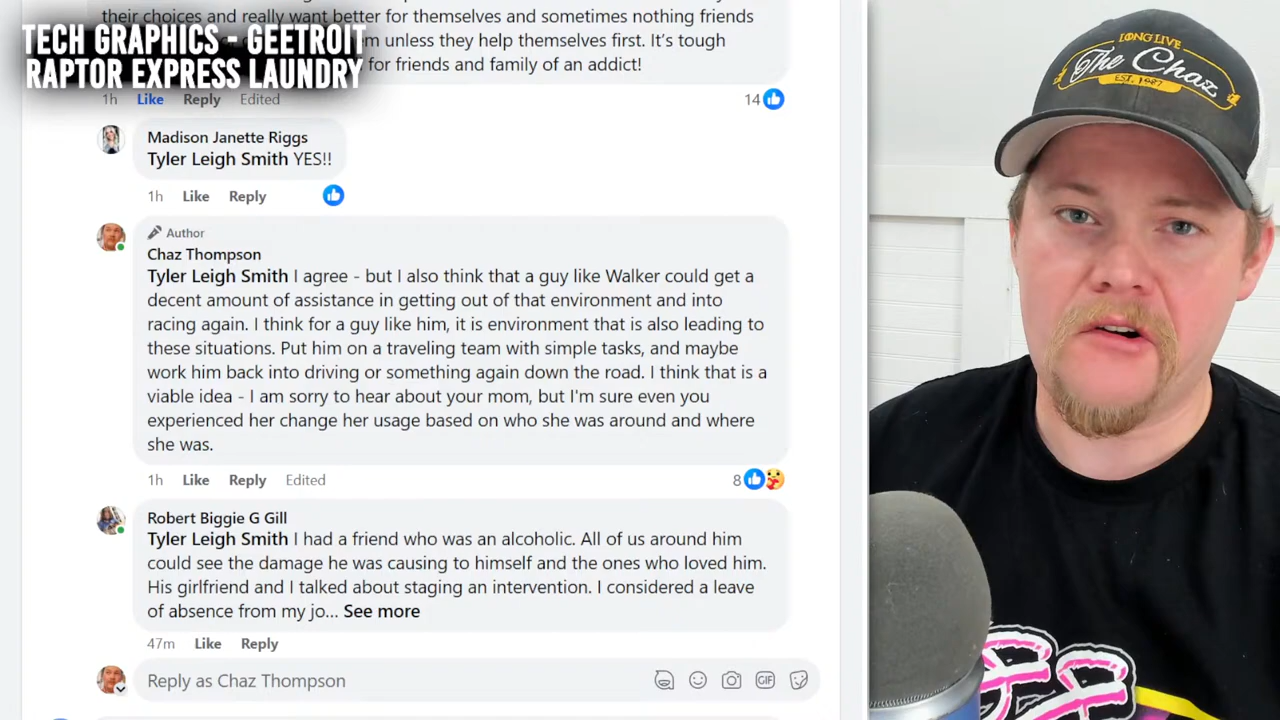 their choices and really want better for themselves and sometimes nothing friends
TECH GRAPHICS - GEETROIT
RAPTOR EXPRESS LAUNDRY
m unless they help themselves first. It's tough
for friends and family of an addict!
1h Like Reply Edited 14
Madison Janette Riggs
Tyler Leigh Smith YES!!
1h Like Reply
Author
Chaz Thompson
Tyler Leigh Smith I agree - but I also think that a guy like Walker could get a
decent amount of assistance in getting out of that environment and into
racing again. I think for a guy like him, it is environment that is also leading to
these situations. Put him on a traveling team with simple tasks, and maybe
work him back into driving or something again down the road. I think that is a
viable idea - I am sorry to hear about your mom, but I'm sure even you
experienced her change her usage based on who she was around and where
she was.
1h Like Reply Edited 8
Robert Biggie G Gill
Tyler Leigh Smith I had a friend who was an alcoholic. All of us around him
could see the damage he was causing to himself and the ones who loved him.
His girlfriend and I talked about staging an intervention. I considered a leave
of absence from my jo... See more
47m Like Reply
Reply as Chaz Thompson
GIF
LONG LIVE
The Chaz
EST. 1987